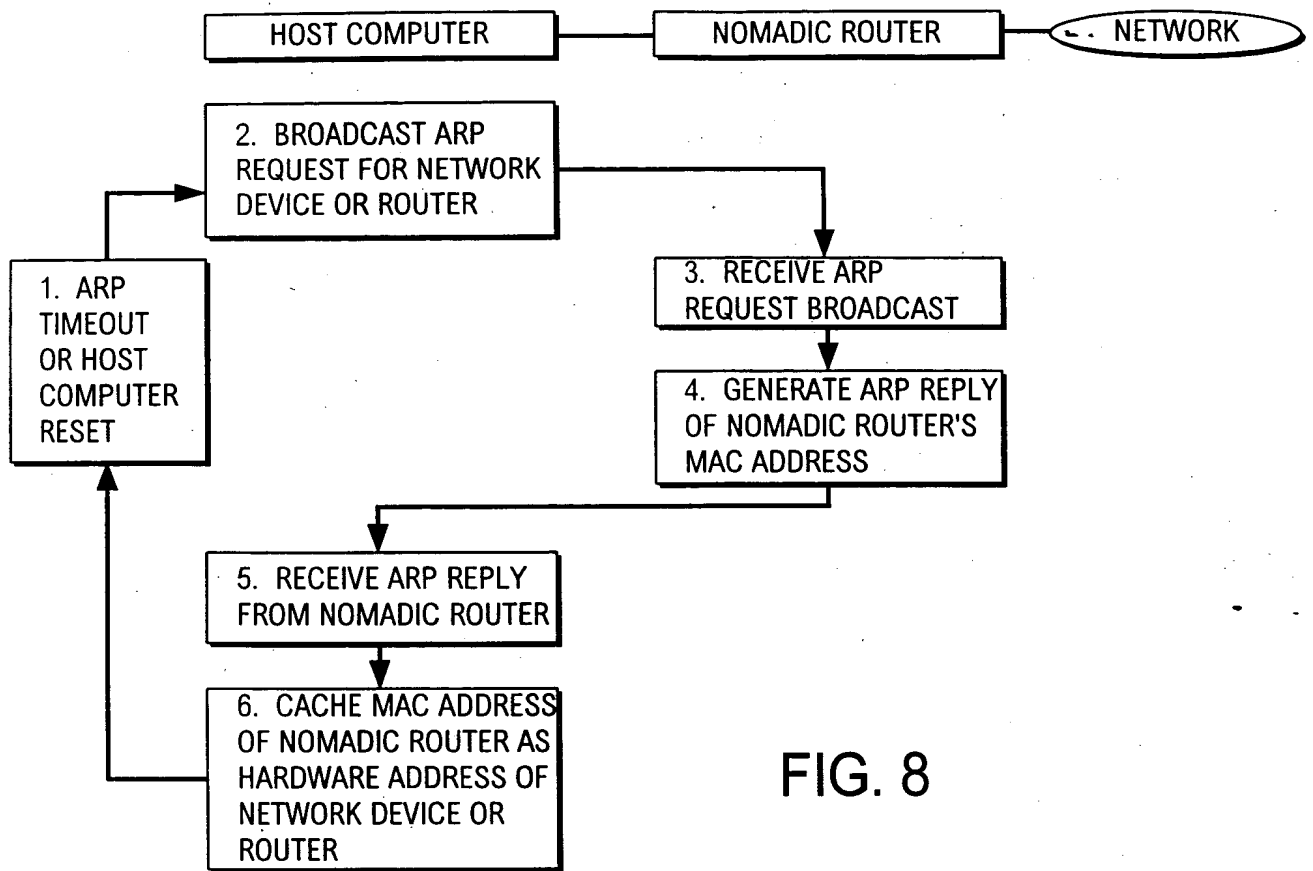 HOST COMPUTER
NOMADIC ROUTER
NETWORK
2. BROADCAST ARP
REQUEST FOR NETWORK
DEVICE OR ROUTER
1. ARP
TIMEOUT
OR HOST
COMPUTER
RESET
3. RECEIVE ARP
REQUEST BROADCAST
4. GENERATE ARP REPLY
OF NOMADIC ROUTER'S
MAC ADDRESS
5. RECEIVE ARP REPLY
FROM NOMADIC ROUTER
6. CACHE MAC ADDRESS
OF NOMADIC ROUTER AS
HARDWARE ADDRESS OF
NETWORK DEVICE OR
ROUTER
FIG. 8